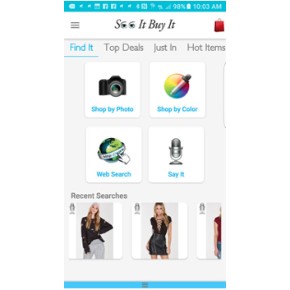 98% 10:03 AM
See It Buy It
Find It Top Deals Just In Hot Items
Shop by Photo Shop by Color
Web Search Say It
Recent Searches